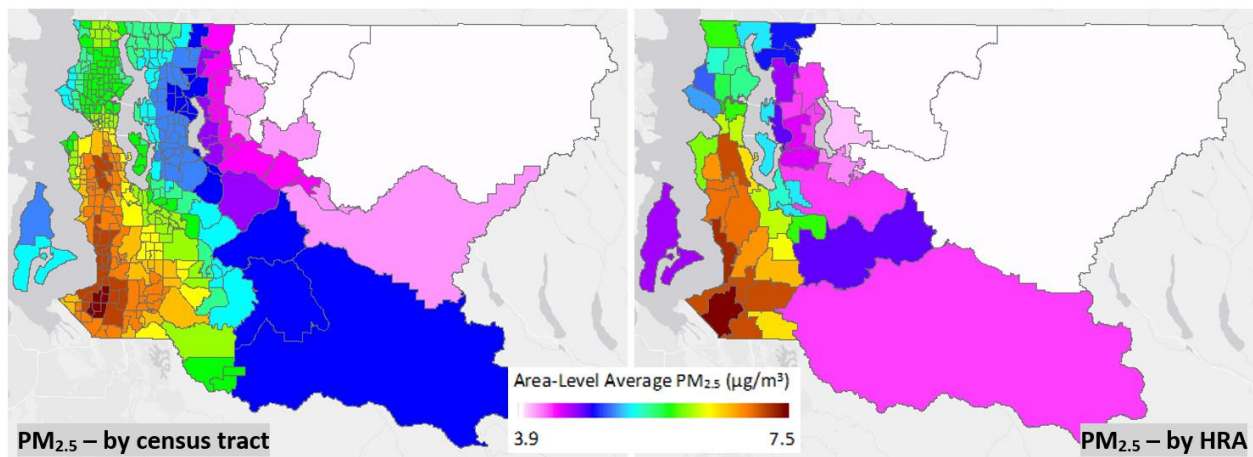 Area-Level Average PM₂.₅ (µg/m³)
3.9 7.5
PM₂.₅ – by census tract
PM₂.₅ – by HRA